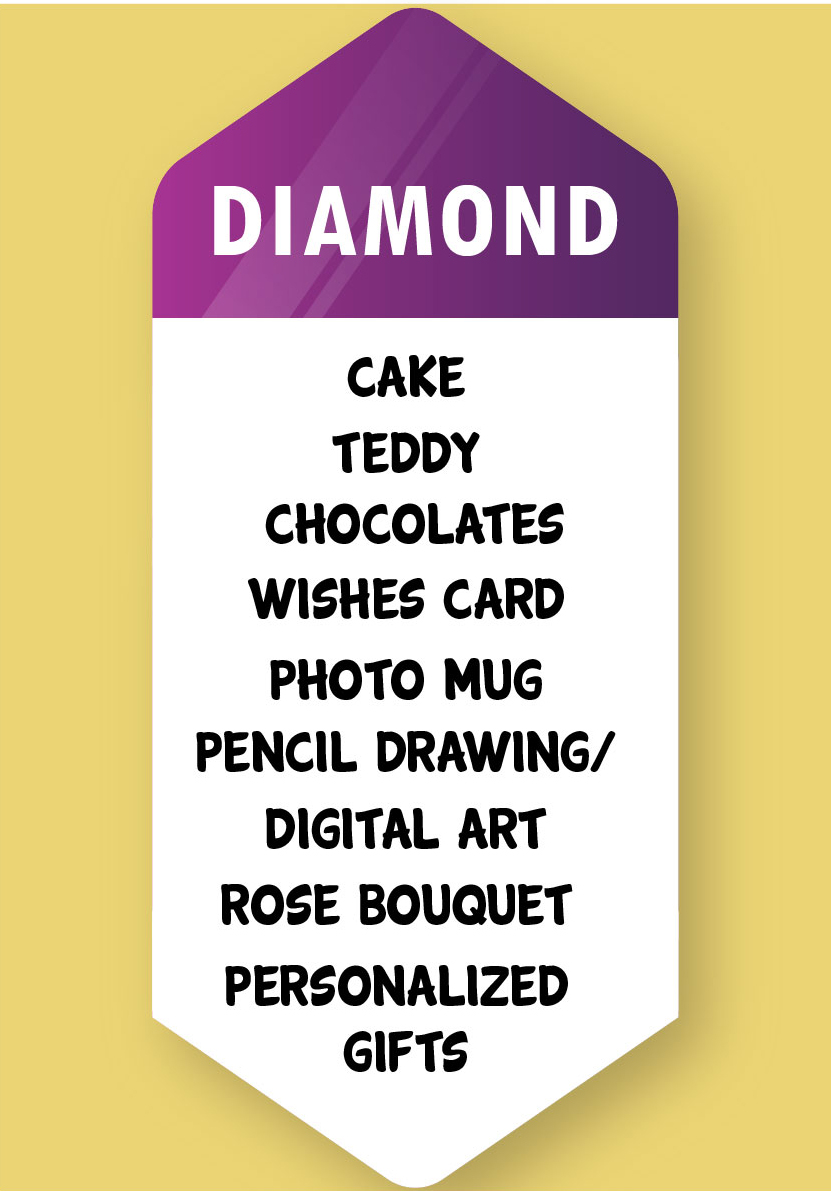 DIAMOND
CAKE
TEDDY
CHOCOLATES
WISHES CARD
PHOTO MUG
PENCIL DRAWING/
DIGITAL ART
ROSE BOUQUET
PERSONALIZED
GIFTS